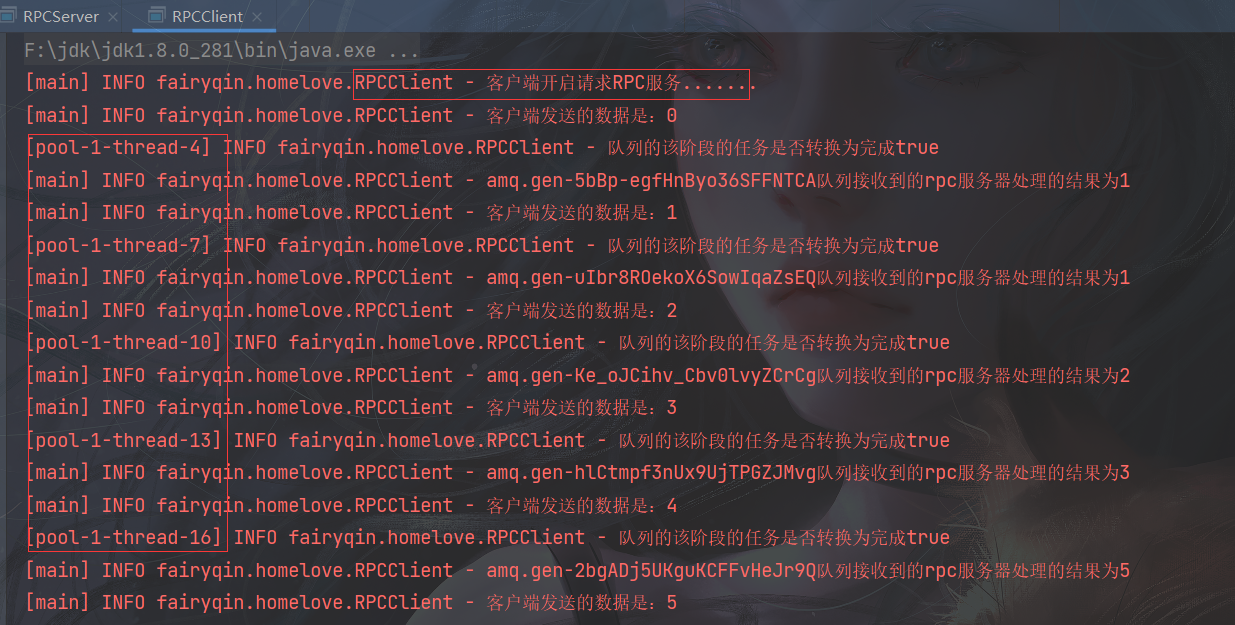 RPCServer × RPCClient ×
F:\jdk\jdk1.8.0_281\bin\java.exe ...
[main] INFO fairyqin.homelove.RPCClient - 客户端开启请求RPC服务.......
[main] INFO fairyqin.homelove.RPCClient - 客户端发送的数据是：0
[pool-1-thread-4] INFO fairyqin.homelove.RPCClient - 队列的该阶段的任务是否转换为完成true
[main] INFO fairyqin.homelove.RPCClient - amq.gen-5bBp-egfHnByo36SFFNTCA队列接收到的rpc服务器处理的结果为1
[main] INFO fairyqin.homelove.RPCClient - 客户端发送的数据是：1
[pool-1-thread-7] INFO fairyqin.homelove.RPCClient - 队列的该阶段的任务是否转换为完成true
[main] INFO fairyqin.homelove.RPCClient - amq.gen-uIbr8ROekoX6SowIqaZsEQ队列接收到的rpc服务器处理的结果为1
[main] INFO fairyqin.homelove.RPCClient - 客户端发送的数据是：2
[pool-1-thread-10] INFO fairyqin.homelove.RPCClient - 队列的该阶段的任务是否转换为完成true
[main] INFO fairyqin.homelove.RPCClient - amq.gen-Ke_oJCihv_Cbv0lvyZCrCg队列接收到的rpc服务器处理的结果为2
[main] INFO fairyqin.homelove.RPCClient - 客户端发送的数据是：3
[pool-1-thread-13] INFO fairyqin.homelove.RPCClient - 队列的该阶段的任务是否转换为完成true
[main] INFO fairyqin.homelove.RPCClient - amq.gen-hlCtmpf3nUx9UjTPGZJMvg队列接收到的rpc服务器处理的结果为3
[main] INFO fairyqin.homelove.RPCClient - 客户端发送的数据是：4
[pool-1-thread-16] INFO fairyqin.homelove.RPCClient - 队列的该阶段的任务是否转换为完成true
[main] INFO fairyqin.homelove.RPCClient - amq.gen-2bgADj5UKguKCFFvHeJr9Q队列接收到的rpc服务器处理的结果为5
[main] INFO fairyqin.homelove.RPCClient - 客户端发送的数据是：5